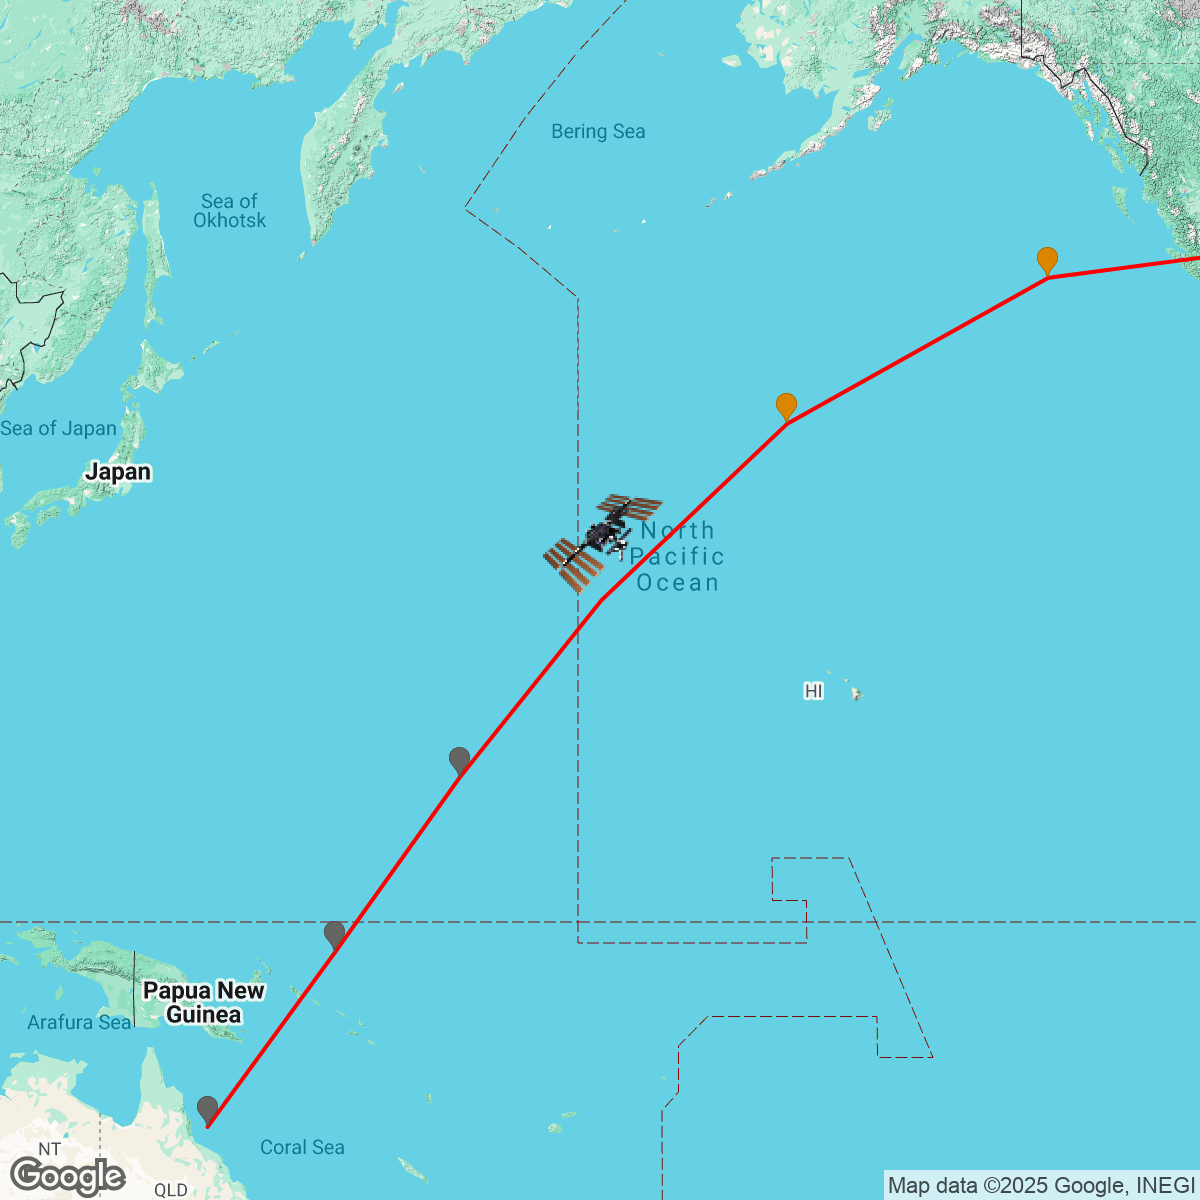 Bering Sea
Sea of
Okhotsk
Sea of Japan
Japan
North
Pacific
Ocean
HI
Papua New
Guinea
Arafura Sea
Coral Sea
NT
QLD
Google
Map data ©2025 Google, INEGI